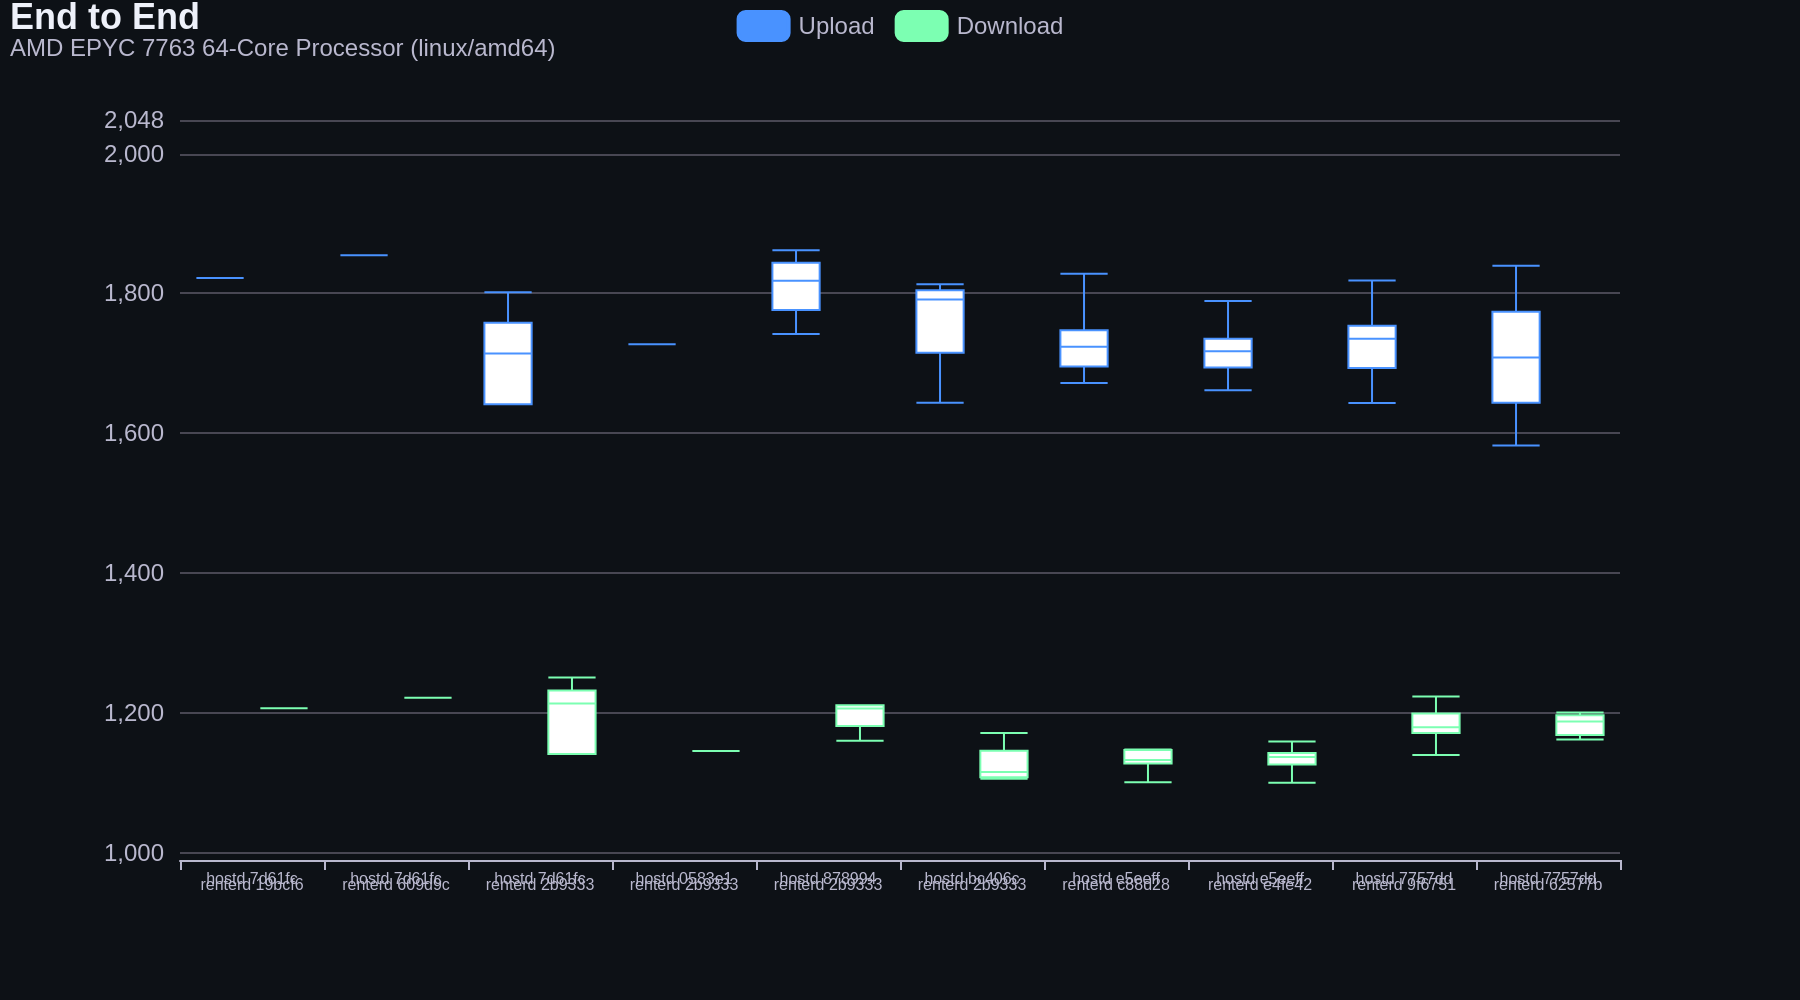 End to End
AMD EPYC 7763 64-Core Processor (linux/amd64)
Upload
Download
2,048
2,000
1,800
1,600
1,400
1,200
1,000
hostd 7d61fc
renterd 19bcf6
hostd 7d61fc
renterd 609d9c
hostd 7d61fc
renterd 2b9333
hostd 0583e1
renterd 2b9333
hostd 878994
renterd 2b9333
hostd bc406c
renterd 2b9333
hostd e5eeff
renterd c88d28
hostd e5eeff
renterd e4fe42
hostd 7757dd
renterd 9f6751
hostd 7757dd
renterd 62577b